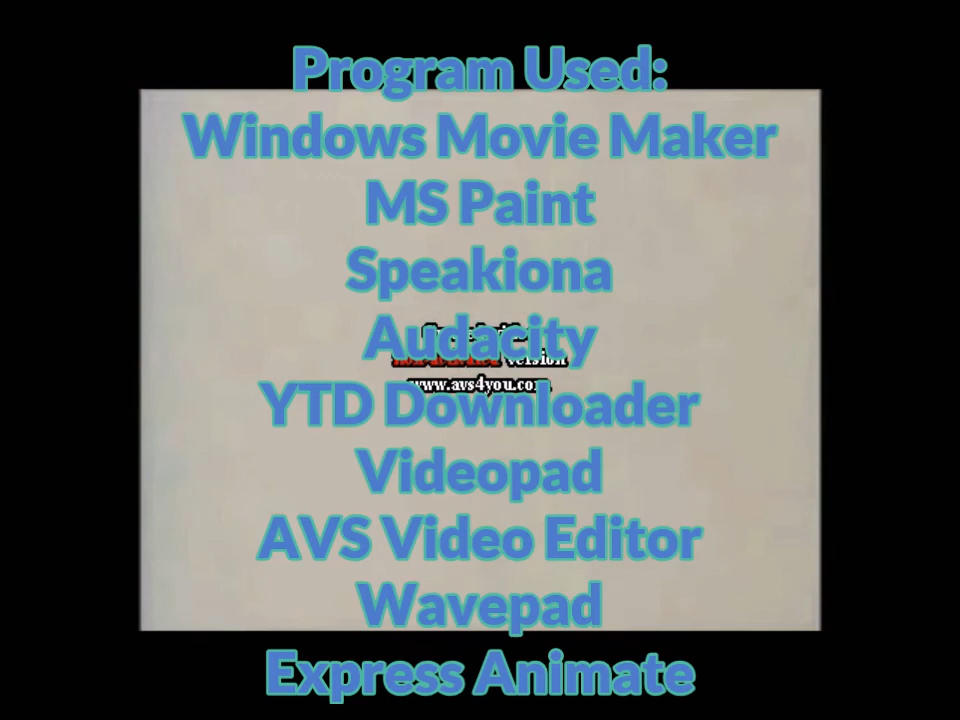 Program Used:
Windows Movie Maker
MS Paint
Speakiona
Audacity
version
www.avs4you.com
YTD Downloader
Videopad
AVS Video Editor
Wavepad
Express Animate